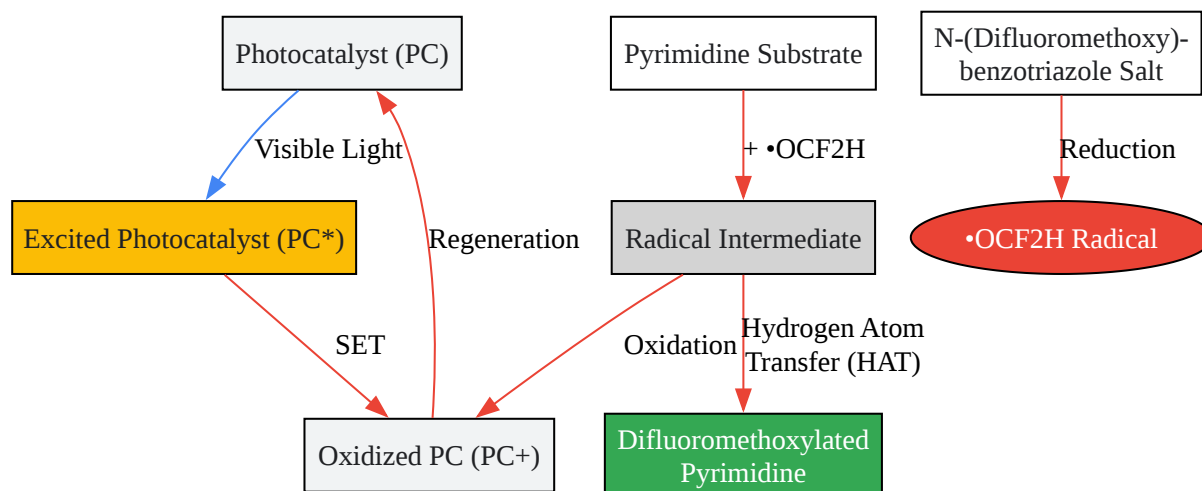 Photocatalyst (PC)
Pyrimidine Substrate
N-(Difluoromethoxy)-
benzotriazole Salt
Visible Light
+ •OCF2H
Reduction
Excited Photocatalyst (PC*)
Regeneration
Radical Intermediate
•OCF2H Radical
SET
Oxidation
Hydrogen Atom
Transfer (HAT)
Oxidized PC (PC+)
Difluoromethoxylated
Pyrimidine